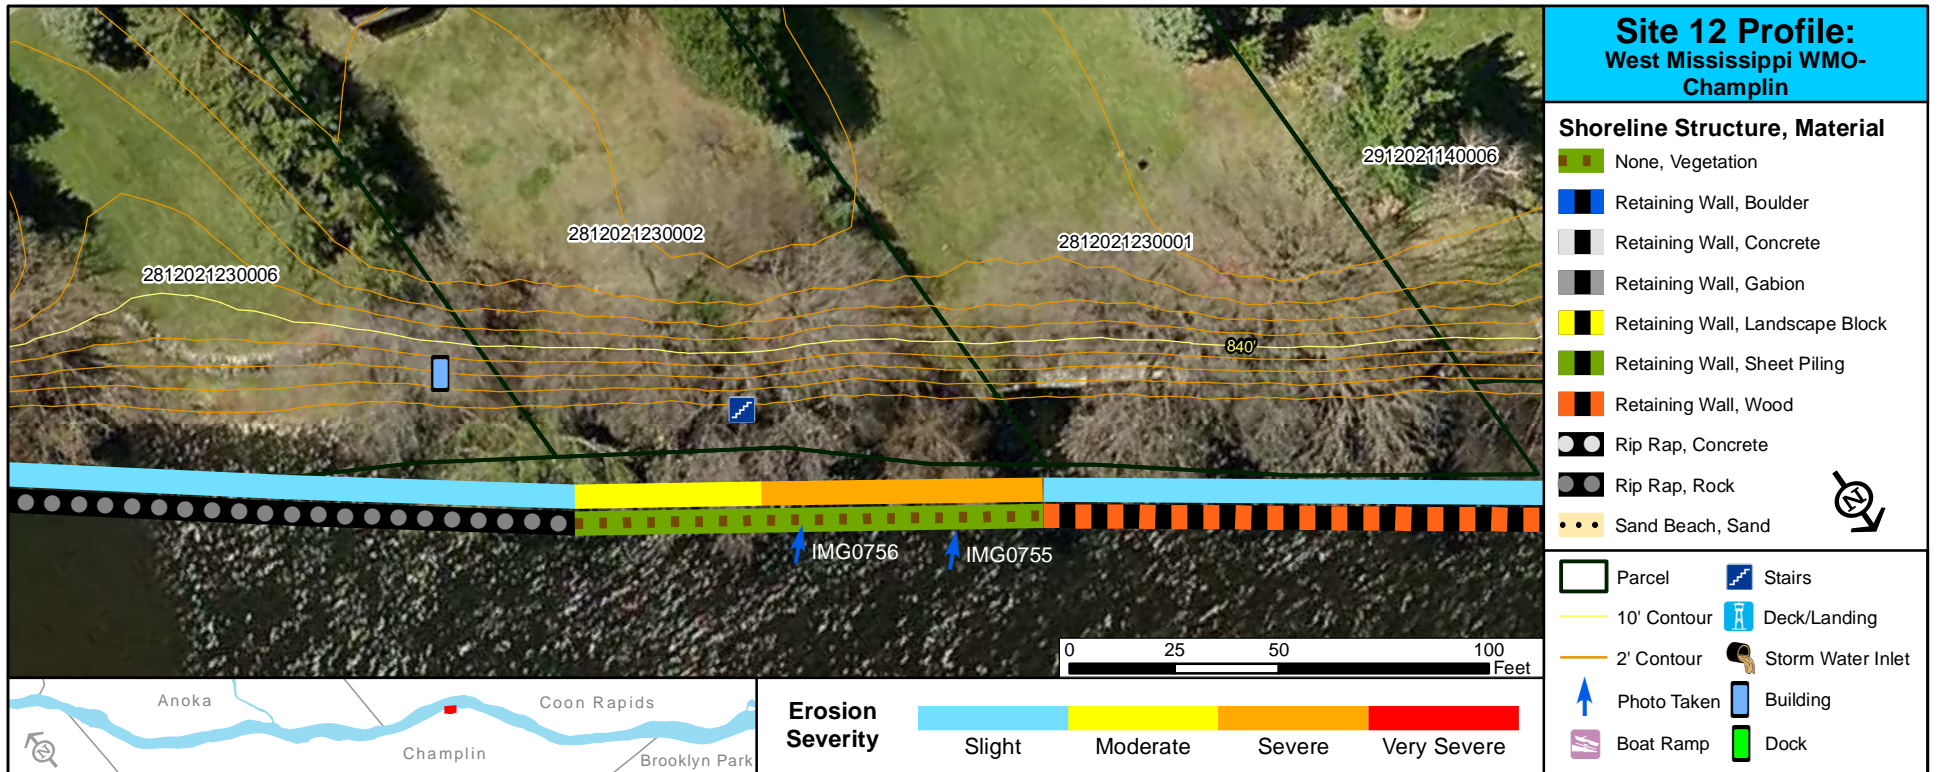 Site 12 Profile:
West Mississippi WMO-
Champlin
Shoreline Structure, Material
None, Vegetation
Retaining Wall, Boulder
Retaining Wall, Concrete
Retaining Wall, Gabion
Retaining Wall, Landscape Block
Retaining Wall, Sheet Piling
Retaining Wall, Wood
Rip Rap, Concrete
Rip Rap, Rock
Sand Beach, Sand
N
Parcel
Stairs
10' Contour
Deck/Landing
2' Contour
Storm Water Inlet
Photo Taken
Building
Boat Ramp
Dock
2912021140006
2812021230002
2812021230001
2812021230006
840'
IMG0756
IMG0755
0 25 50 100
Feet
Anoka
Coon Rapids
Champlin
Brooklyn Park
N
Erosion
Severity
Slight
Moderate
Severe
Very Severe